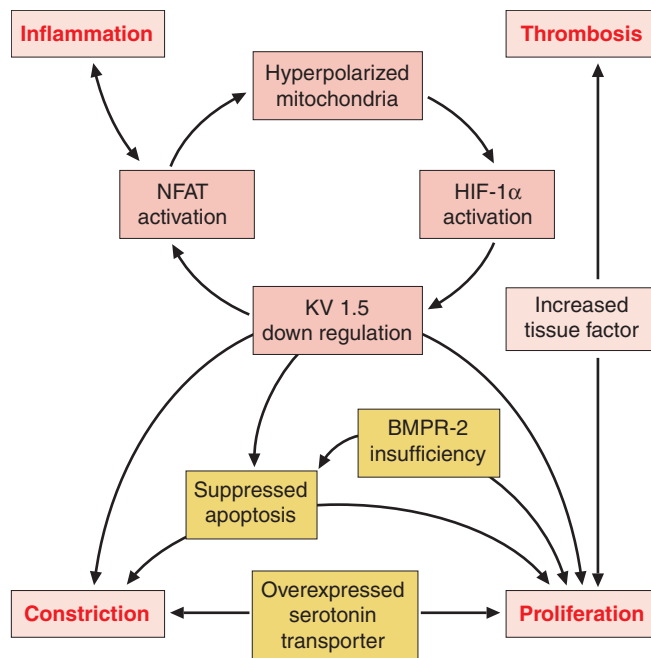 Inflammation
Thrombosis
Hyperpolarized
mitochondria
NFAT
activation
HIF-1α
activation
KV 1.5
down regulation
Increased
tissue factor
BMPR-2
insufficiency
Suppressed
apoptosis
Constriction
Overexpressed
serotonin
transporter
Proliferation